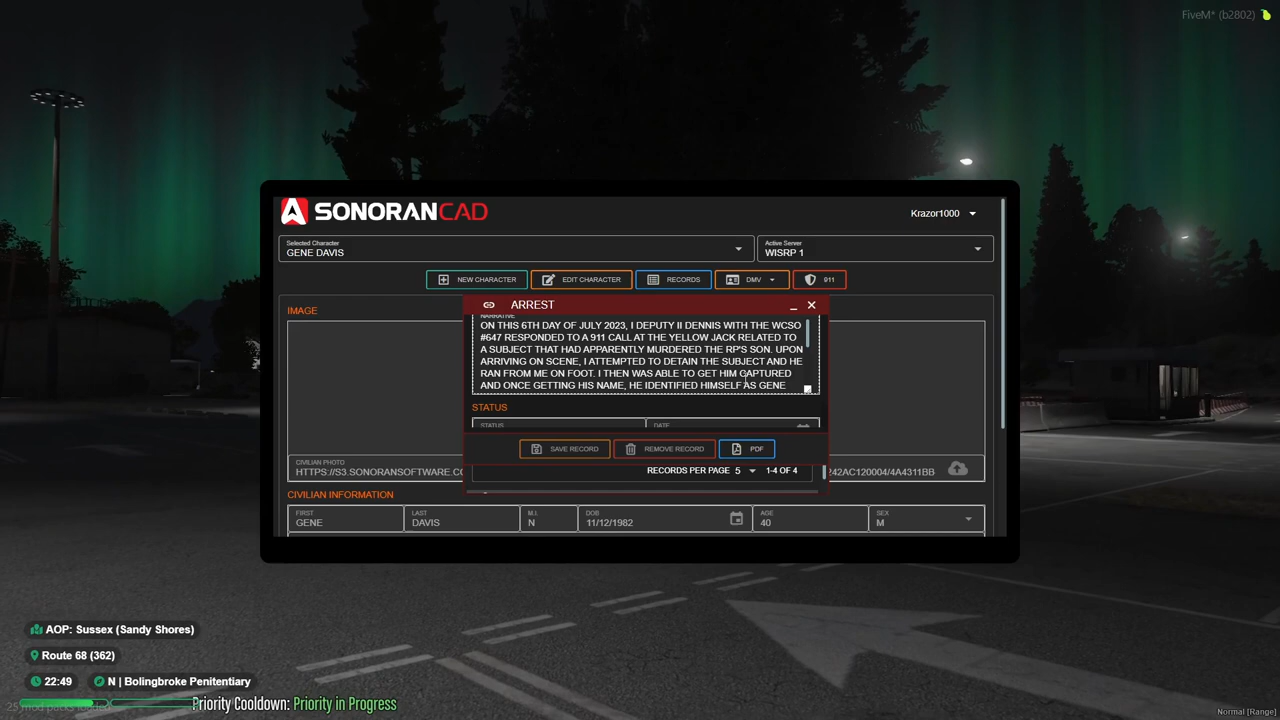 FiveM* (b2802)
SONORANCAD
Krazor1000
Selected Character
GENE DAVIS
Active Server
WISRP 1
NEW CHARACTER
EDIT CHARACTER
RECORDS
DMV
911
IMAGE
ARREST
NARRATIVE
ON THIS 6TH DAY OF JULY 2023, I DEPUTY II DENNIS WITH THE WCSO
#647 RESPONDED TO A 911 CALL AT THE YELLOW JACK RELATED TO
A SUBJECT THAT HAD APPARENTLY MURDERED THE RP'S SON. UPON
ARRIVING ON SCENE, I ATTEMPTED TO DETAIN THE SUBJECT AND HE
RAN FROM ME ON FOOT. I THEN WAS ABLE TO GET HIM CAPTURED
AND ONCE GETTING HIS NAME, HE IDENTIFIED HIMSELF AS GENE
STATUS
STATUS
DATE
SAVE RECORD
REMOVE RECORD
PDF
CIVILIAN PHOTO
HTTPS://S3.SONORANSOFTWARE.CO
242AC120004/4A4311BB
RECORDS PER PAGE 5
1-4 OF 4
CIVILIAN INFORMATION
FIRST
GENE
LAST
DAVIS
M.I.
N
DOB
11/12/1982
AGE
40
SEX
M
AOP: Sussex (Sandy Shores)
Route 68 (362)
22:49
N | Bolingbroke Penitentiary
Priority Cooldown: Priority in Progress
Normal [Range]